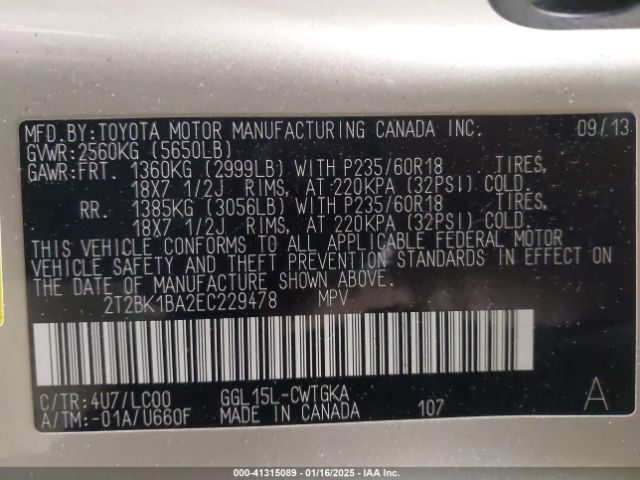 MFD.BY:TOYOTA MOTOR MANUFACTURING CANADA INC. 09/13
GVWR:2560KG (5650LB)
GAWR:FRT. 1360KG (2999LB) WITH P235/60R18 TIRES,
18X7 1/2J RIMS, AT 220KPA (32PSI) COLD.
RR. 1385KG (3056LB) WITH P235/60R18 TIRES,
18X7 1/2J RIMS, AT 220KPA (32PSI) COLD.
THIS VEHICLE CONFORMS TO ALL APPLICABLE FEDERAL MOTOR
VEHICLE SAFETY AND THEFT PREVENTION STANDARDS IN EFFECT ON
THE DATE OF MANUFACTURE SHOWN ABOVE.
2T2BK1BA2EC229478 MPV
C/TR:4U7/LC00 GGL15L-CWTGKA
A/TM:-01A/U660F MADE IN CANADA 107 A
000-41315089 - 01/16/2025 - IAA Inc.